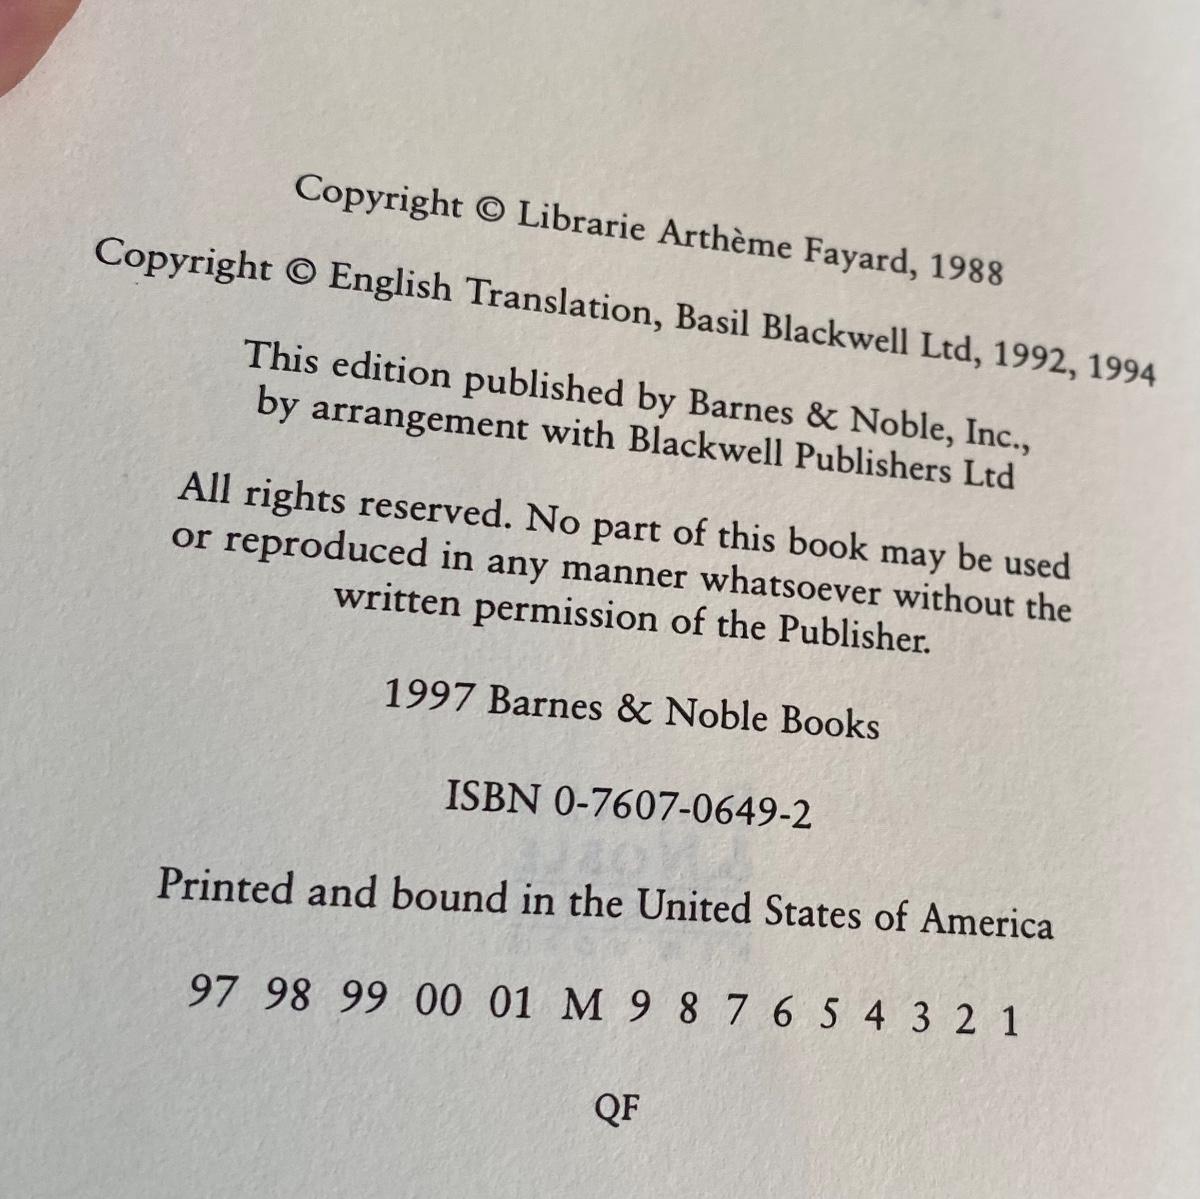 Copyright © Librarie Arthème Fayard, 1988
Copyright © English Translation, Basil Blackwell Ltd, 1992, 1994
This edition published by Barnes & Noble, Inc.,
by arrangement with Blackwell Publishers Ltd
All rights reserved. No part of this book may be used
or reproduced in any manner whatsoever without the
written permission of the Publisher.
1997 Barnes & Noble Books
ISBN 0-7607-0649-2
Printed and bound in the United States of America
97 98 99 00 01 M 9 8 7 6 5 4 3 2 1
QF